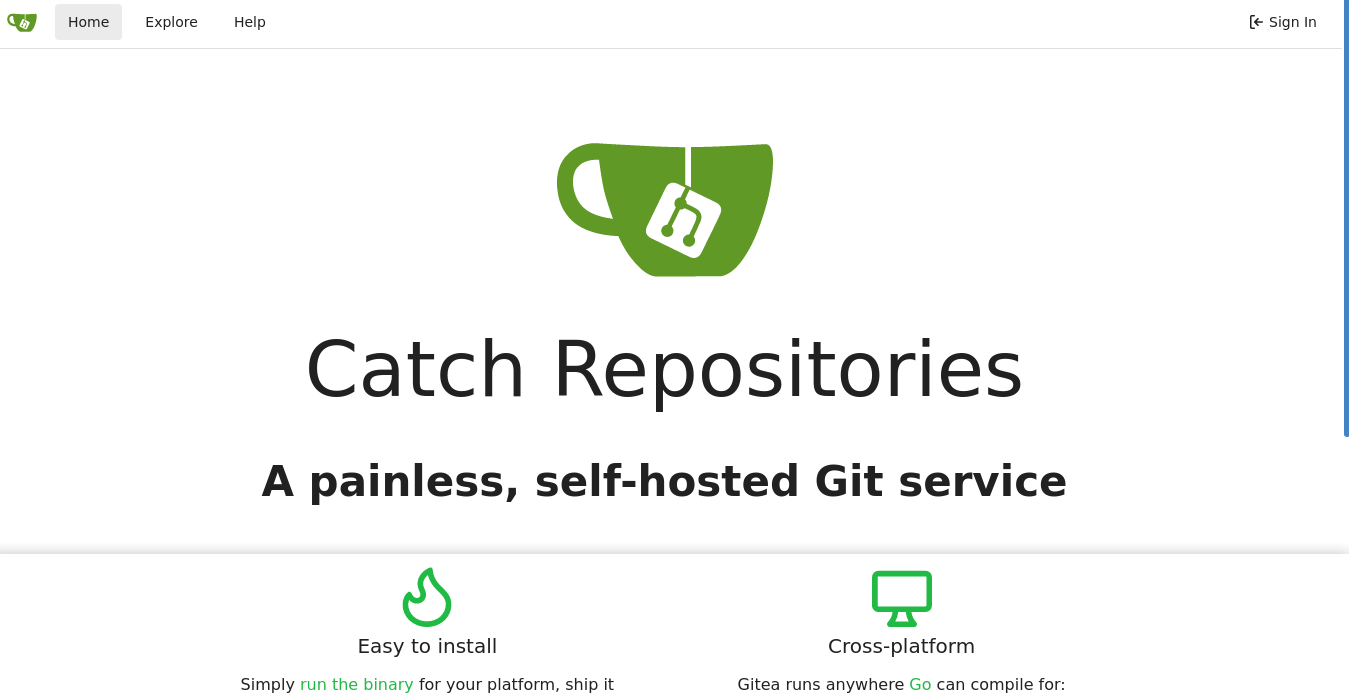 Home Explore Help Sign In
Catch Repositories
A painless, self-hosted Git service
Easy to install
Cross-platform
Simply run the binary for your platform, ship it
Gitea runs anywhere Go can compile for: